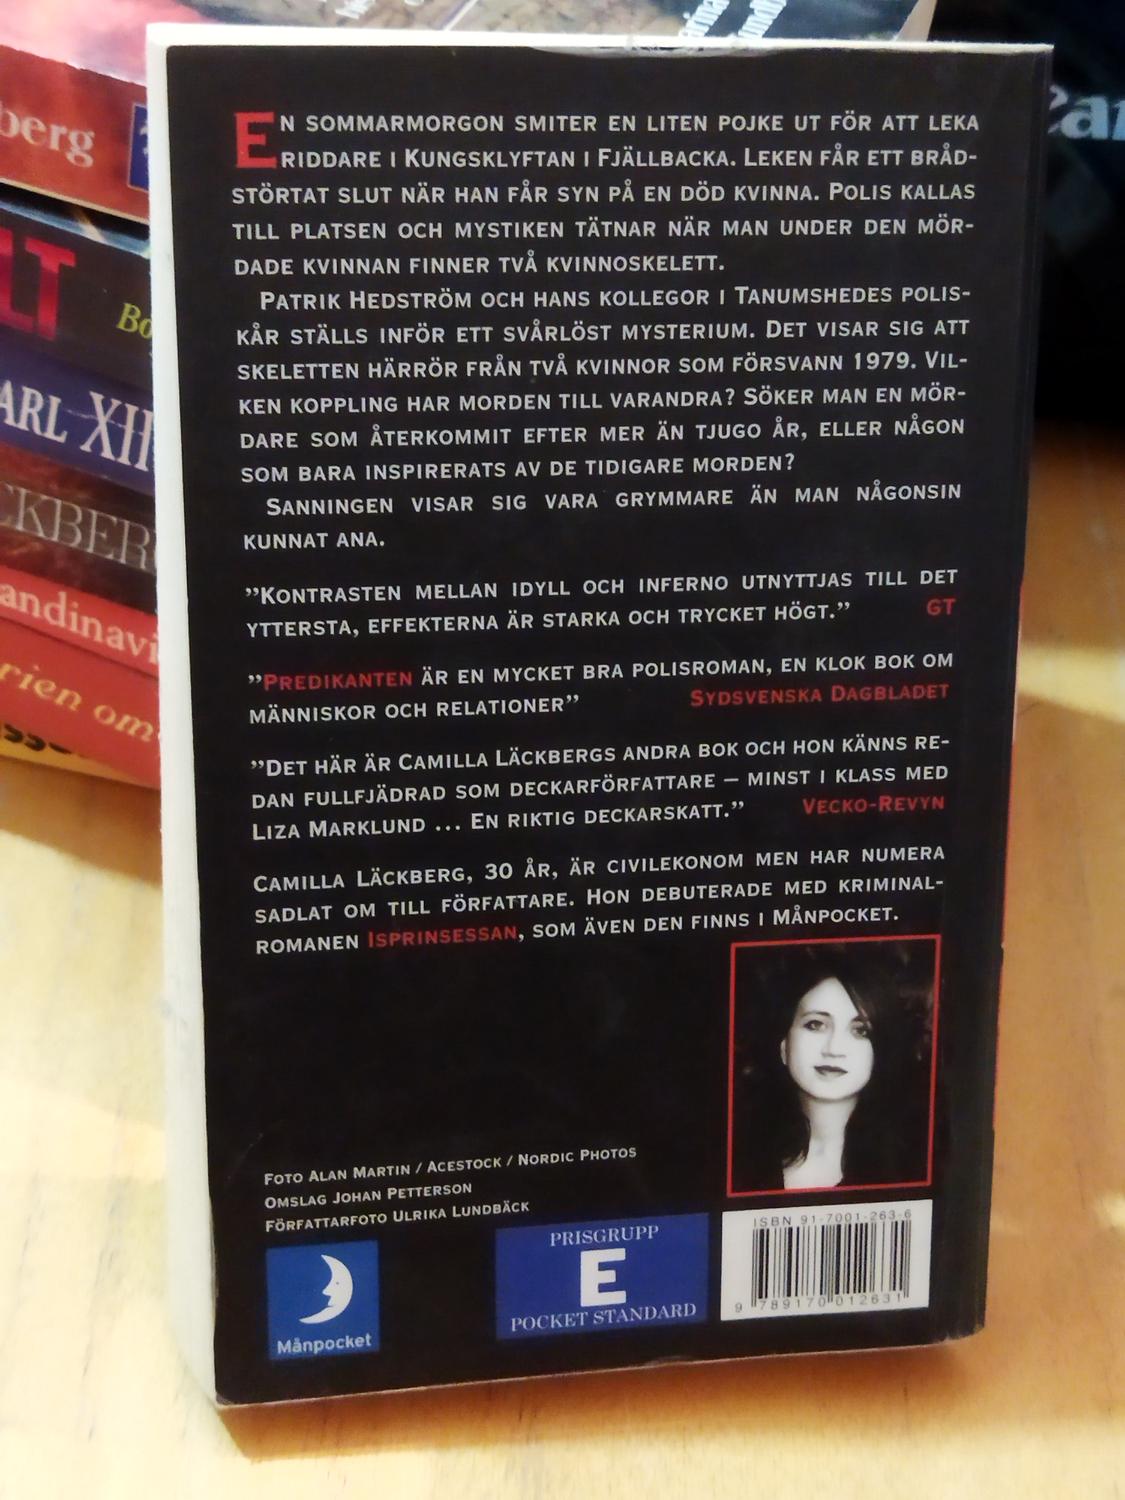 EN SOMMARMORGON SMITER EN LITEN POJKE UT FÖR ATT LEKA
RIDDARE I KUNGSKLYFTAN I FJÄLLBACKA. LEKEN FÅR ETT BRÅD-
STÖRTAT SLUT NÄR HAN FÅR SYN PÅ EN DÖD KVINNA. POLIS KALLAS
TILL PLATSEN OCH MYSTIKEN TÄTNAR NÄR MAN UNDER DEN MÖR-
DADE KVINNAN FINNER TVÅ KVINNOSKELETT.
PATRIK HEDSTRÖM OCH HANS KOLLEGOR I TANUMSHEDES POLIS-
KÅR STÄLLS INFÖR ETT SVÅRLÖST MYSTERIUM. DET VISAR SIG ATT
SKELETTEN HÄRRÖR FRÅN TVÅ KVINNOR SOM FÖRSVANN 1979. VIL-
KEN KOPPLING HAR MORDEN TILL VARANDRA? SÖKER MAN EN MÖR-
DARE SOM ÅTERKOMMIT EFTER MER ÄN TJUGO ÅR, ELLER NÅGON
SOM BARA INSPIRERATS AV DE TIDIGARE MORDEN?
SANNINGEN VISAR SIG VARA GRYMMARE ÄN MAN NÅGONSIN
KUNNAT ANA.
”KONTRASTEN MELLAN IDYLL OCH INFERNO UTNYTTJAS TILL DET
YTTERSTA, EFFEKTERNA ÄR STARKA OCH TRYCKET HÖGT.” GT
”PREDIKANTEN ÄR EN MYCKET BRA POLISROMAN, EN KLOK BOK OM
MÄNNISKOR OCH RELATIONER” SYDSVENSKA DAGBLADET
”DET HÄR ÄR CAMILLA LÄCKBERGS ANDRA BOK OCH HON KÄNNS RE-
DAN FULLFJÄDRAD SOM DECKARFÖRFATTARE – MINST I KLASS MED
LIZA MARKLUND ... EN RIKTIG DECKARSKATT.” VECKO-REVYN
CAMILLA LÄCKBERG, 30 ÅR, ÄR CIVILEKONOM MEN HAR NUMERA
SADLAT OM TILL FÖRFATTARE. HON DEBUTERADE MED KRIMINAL-
ROMANEN ISPRINSESSAN, SOM ÄVEN DEN FINNS I MÅNPOCKET.
FOTO ALAN MARTIN / ACESTOCK / NORDIC PHOTOS
OMSLAG JOHAN PETTERSON
FÖRFATTARFOTO ULRIKA LUNDBÄCK
Månpocket
PRISGRUPP
E
POCKET STANDARD
ISBN 91-7001-263-6
9 789170 012631
berg
LT
Bo
ARL XII
CKBER
andinavi
rien om